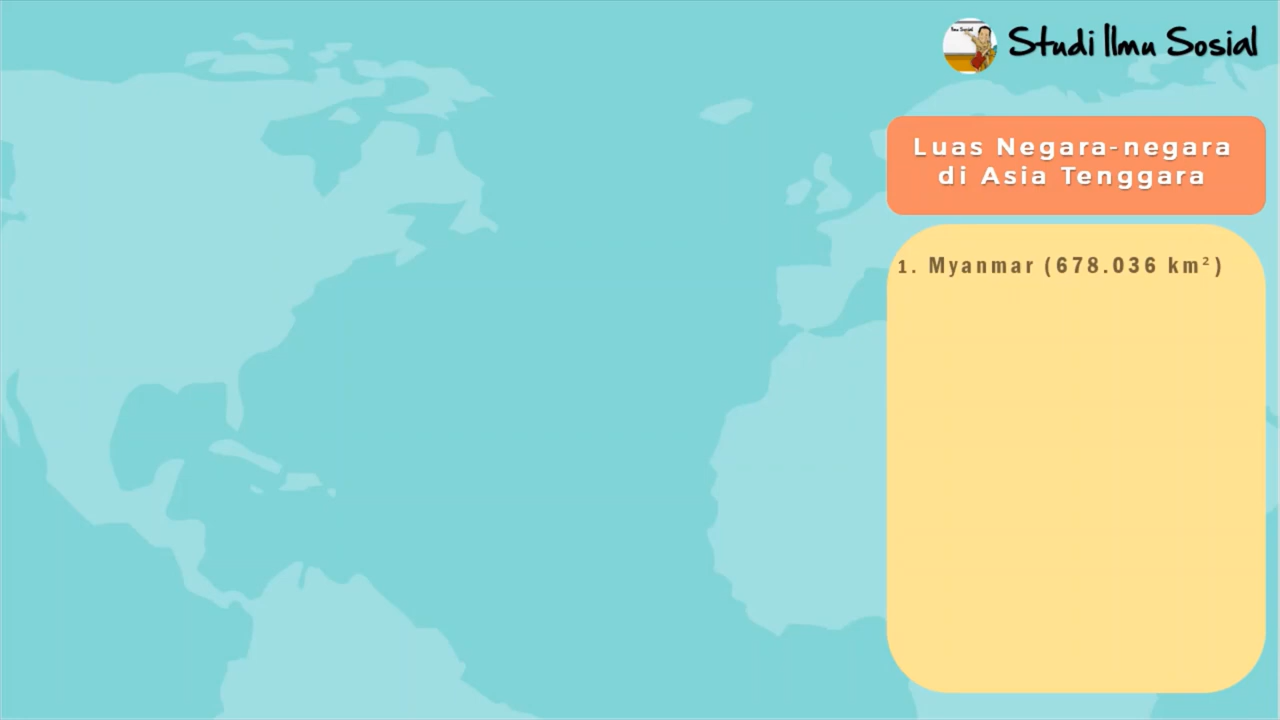 Studi Ilmu Sosial
Luas Negara-negara
di Asia Tenggara
1. Myanmar (678.036 km²)